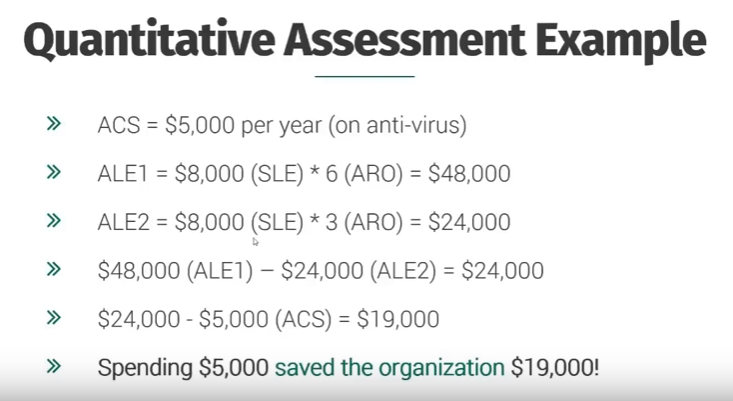 Quantitative Assessment Example
» ACS = $5,000 per year (on anti-virus)
» ALE1 = $8,000 (SLE) * 6 (ARO) = $48,000
» ALE2 = $8,000 (SLE) * 3 (ARO) = $24,000
» $48,000 (ALE1) – $24,000 (ALE2) = $24,000
» $24,000 - $5,000 (ACS) = $19,000
» Spending $5,000 saved the organization $19,000!